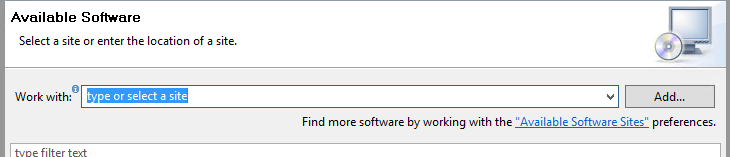 Available Software
Select a site or enter the location of a site.
Work with: type or select a site Add...
Find more software by working with the "Available Software Sites" preferences.
type filter text